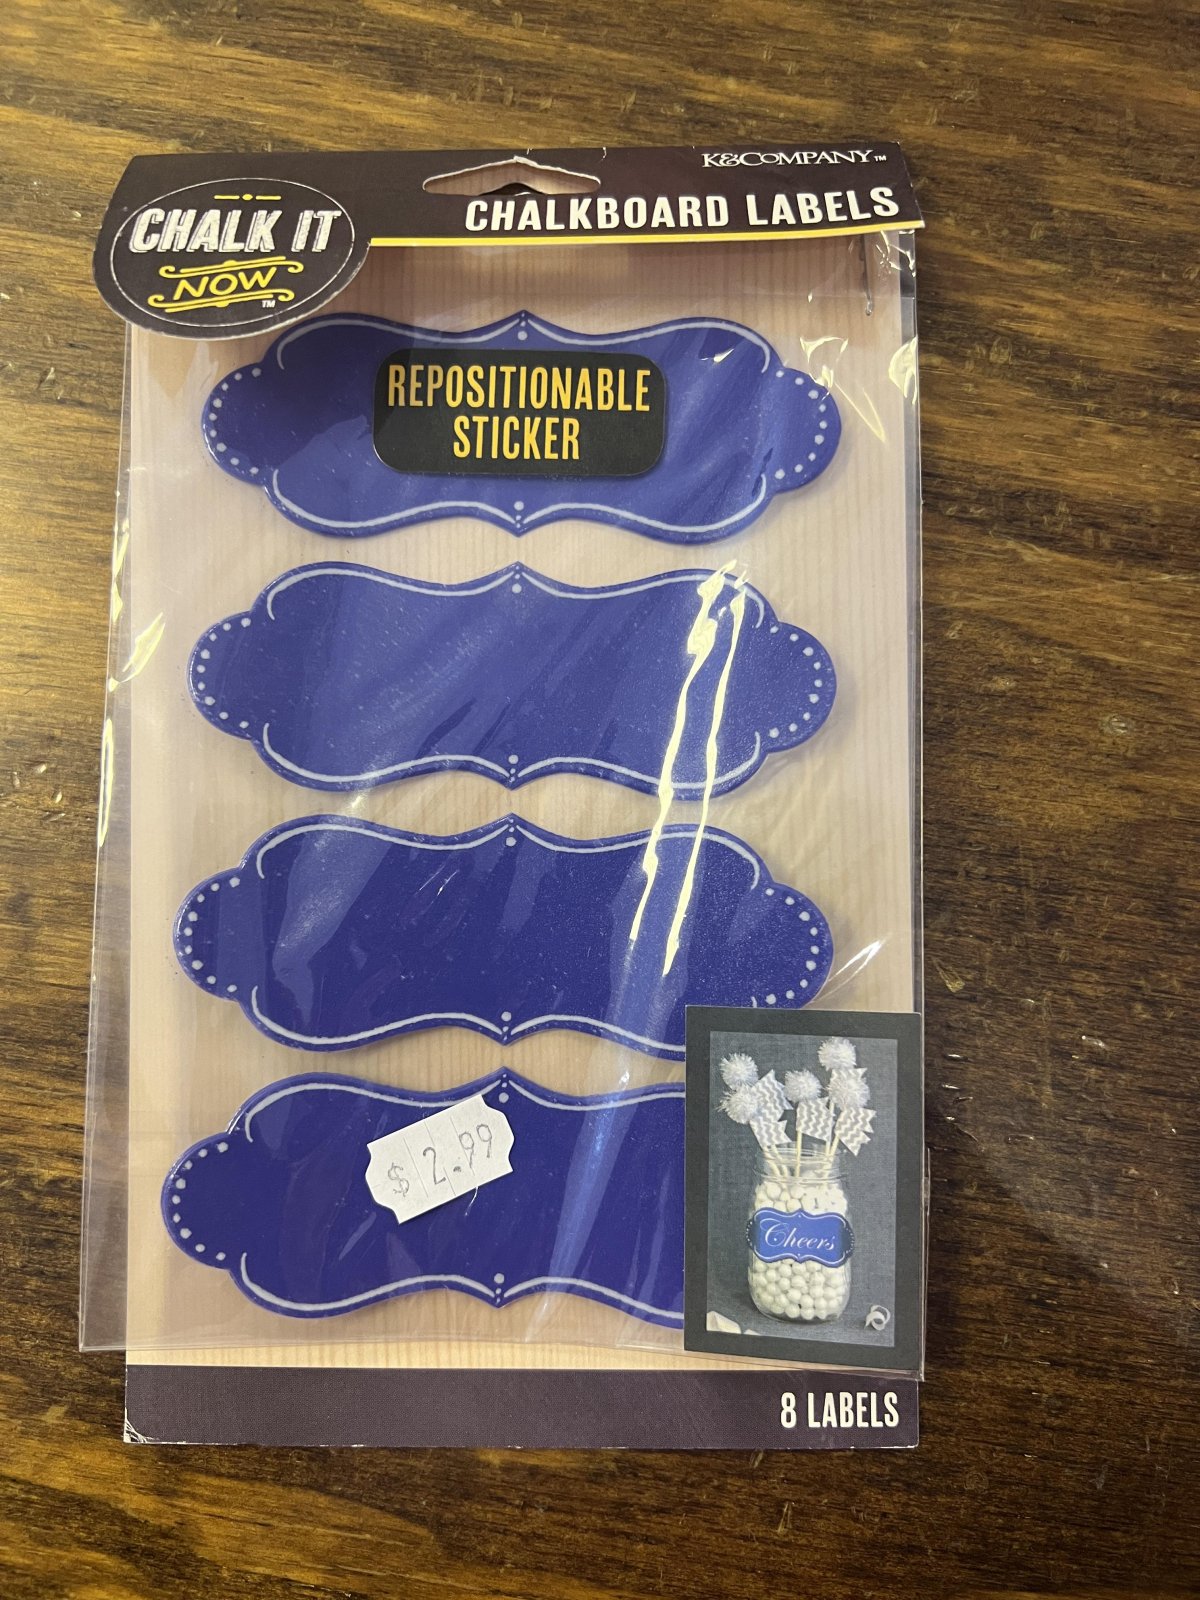 K&COMPANY™
CHALK IT
NOW™
CHALKBOARD LABELS
REPOSITIONABLE
STICKER
$ 2.99
Cheers
8 LABELS